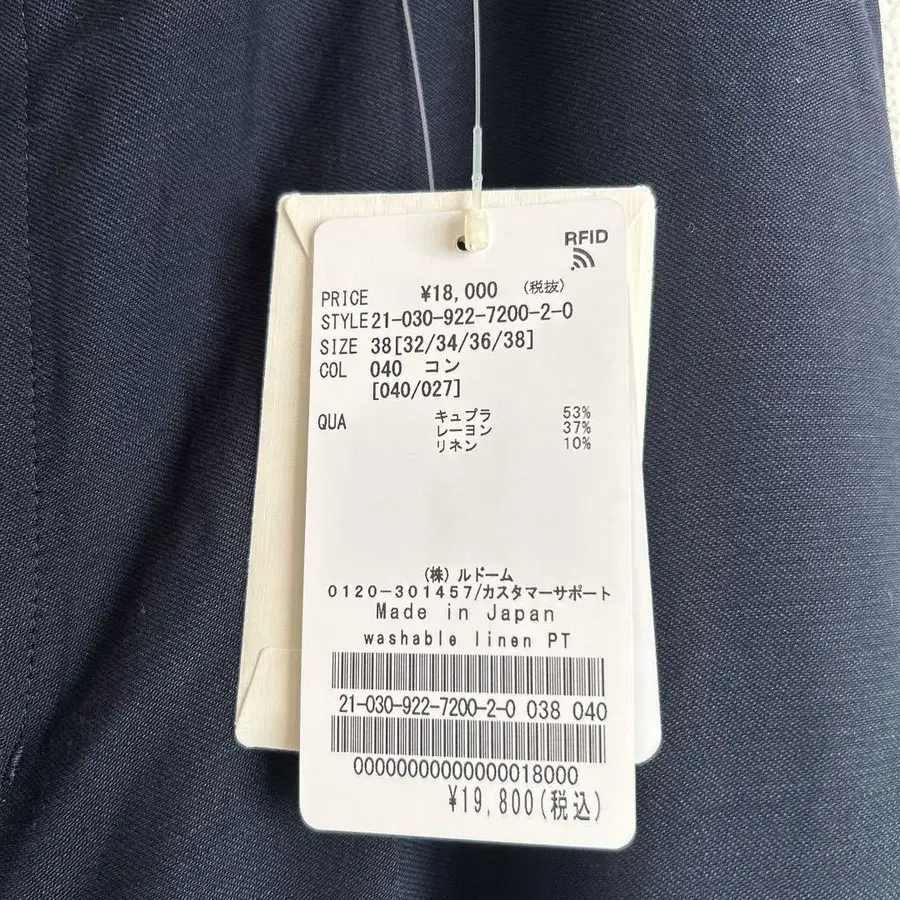 RFID
PRICE ¥18,000 (税抜)
STYLE 21-030-922-7200-2-0
SIZE 38[32/34/36/38]
COL 040 コン
[040/027]
QUA キュプラ 53%
レーヨン 37%
リネン 10%
(株) ルドーム
0120-301457/カスタマーサポート
Made in Japan
washable linen PT
21-030-922-7200-2-0 038 040
00000000000000018000
¥19,800(税込)